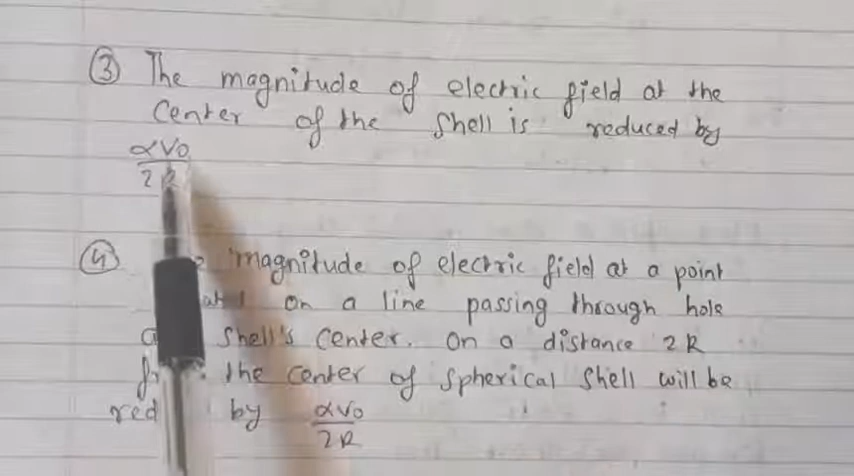 ③ The magnitude of electric field at the
Center of the Shell is reduced by
αV0
2R
④ magnitude of electric field at a point
on a line passing through hole
shell's center. On a distance 2R
the center of spherical shell will be
by αV0
2R